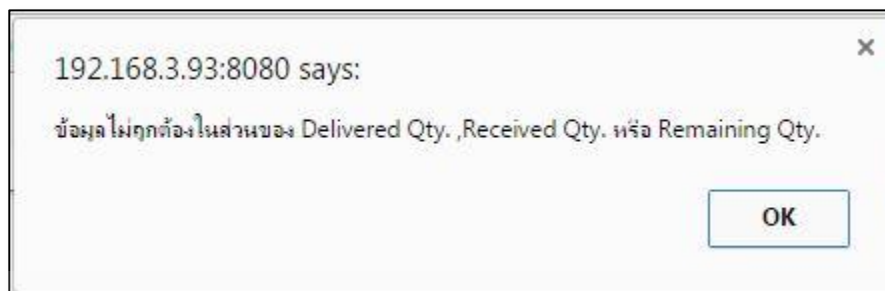 192.168.3.93:8080 says:
ข้อมูลไม่ถูกต้องในส่วนของ Delivered Qty. ,Received Qty. หรือ Remaining Qty.
OK